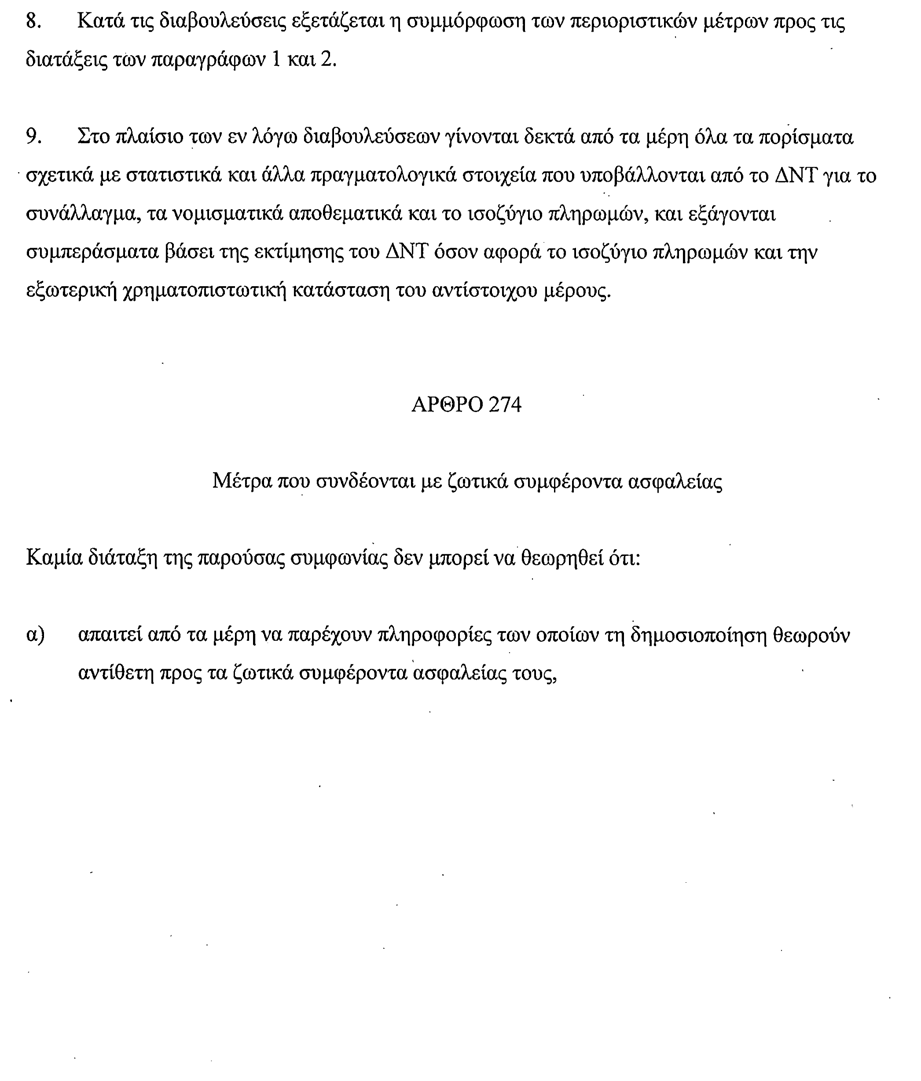 8. Κατά τις διαβουλεύσεις εξετάζεται η συμμόρφωση των περιοριστικών μέτρων προς τις
διατάξεις των παραγράφων 1 και 2.
9. Στο πλαίσιο των εν λόγω διαβουλεύσεων γίνονται δεκτά από τα μέρη όλα τα πορίσματα
σχετικά με στατιστικά και άλλα πραγματολογικά στοιχεία που υποβάλλονται από το ΔΝΤ για το
συνάλλαγμα, τα νομισματικά αποθεματικά και το ισοζύγιο πληρωμών, και εξάγονται
συμπεράσματα βάσει της εκτίμησης του ΔΝΤ όσον αφορά το ισοζύγιο πληρωμών και την
εξωτερική χρηματοπιστωτική κατάσταση του αντίστοιχου μέρους.
ΑΡΘΡΟ 274
Μέτρα που συνδέονται με ζωτικά συμφέροντα ασφαλείας
Καμία διάταξη της παρούσας συμφωνίας δεν μπορεί να θεωρηθεί ότι:
α) απαιτεί από τα μέρη να παρέχουν πληροφορίες των οποίων τη δημοσιοποίηση θεωρούν
αντίθετη προς τα ζωτικά συμφέροντα ασφαλείας τους,